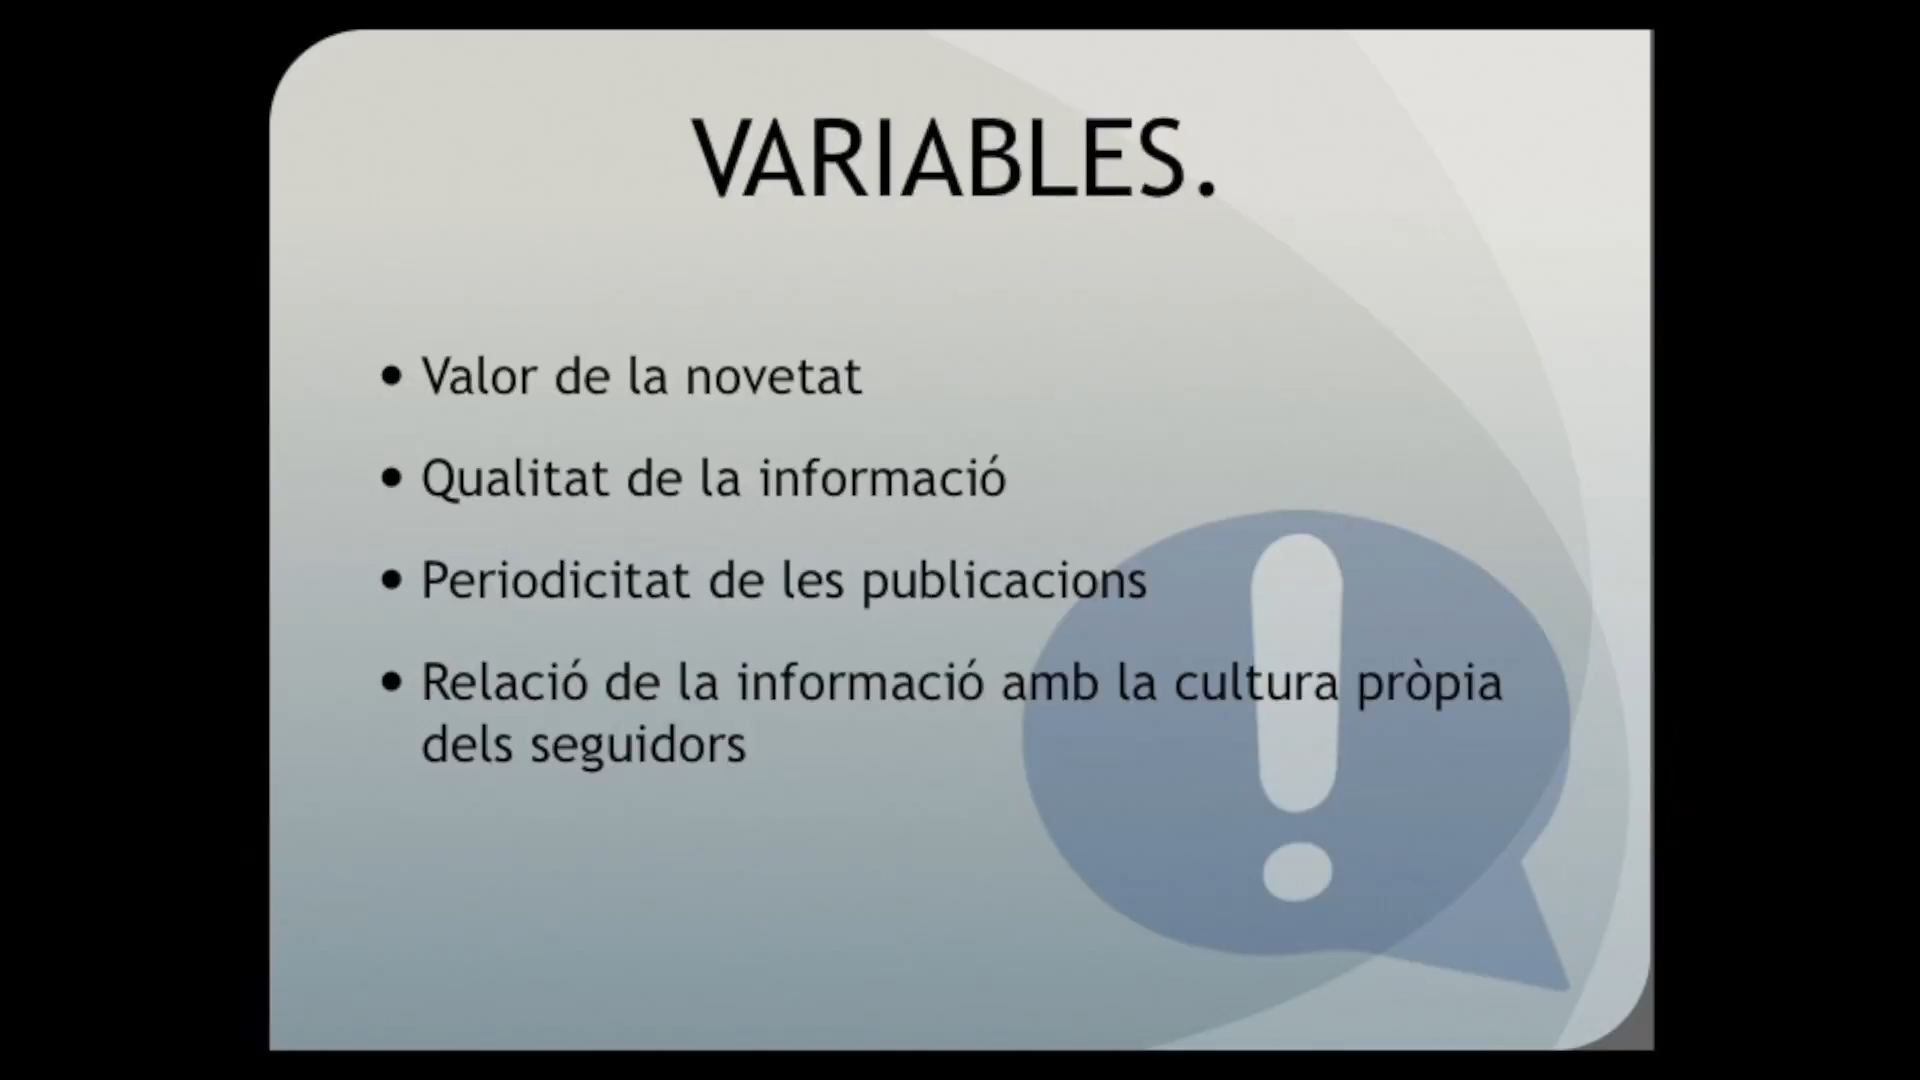 VARIABLES.
• Valor de la novetat
• Qualitat de la informació
• Periodicitat de les publicacions
• Relació de la informació amb la cultura pròpia
dels seguidors